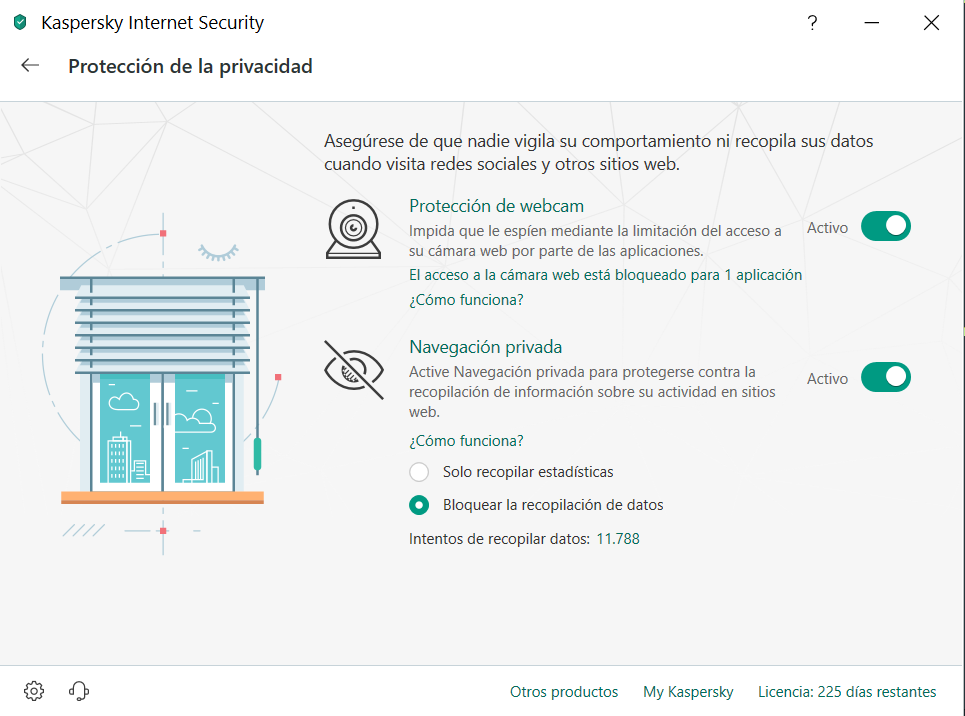 Kaspersky Internet Security
?
Protección de la privacidad
Asegúrese de que nadie vigila su comportamiento ni recopila sus datos
cuando visita redes sociales y otros sitios web.
Protección de webcam
Impida que le espíen mediante la limitación del acceso a
su cámara web por parte de las aplicaciones.
Activo
El acceso a la cámara web está bloqueado para 1 aplicación
¿Cómo funciona?
Navegación privada
Active Navegación privada para protegerse contra la
recopilación de información sobre su actividad en sitios
web.
Activo
¿Cómo funciona?
Solo recopilar estadísticas
Bloquear la recopilación de datos
Intentos de recopilar datos: 11.788
Otros productos My Kaspersky Licencia: 225 días restantes